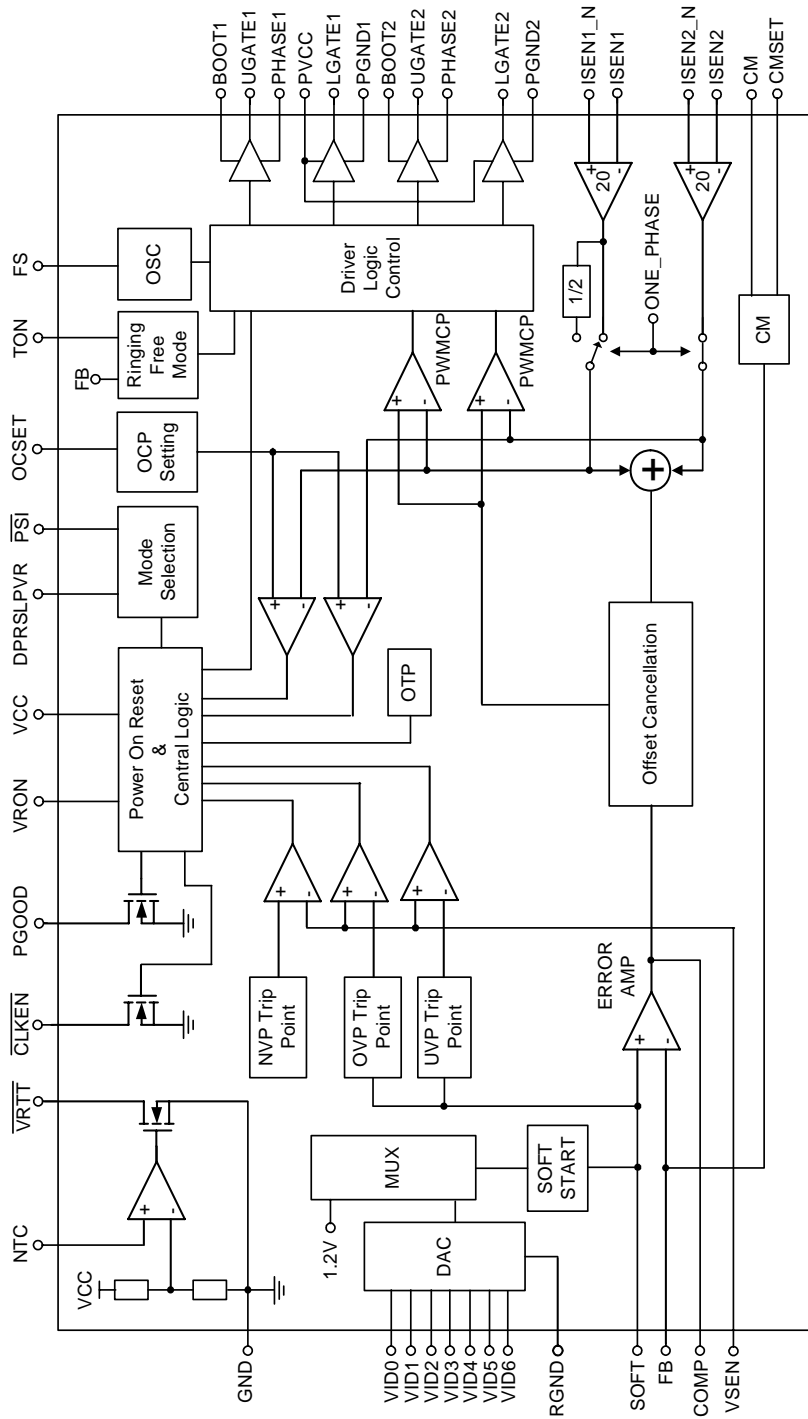 GND
NTC
VRTT
CLKEN
PGOOD
VRON
VCC
DPRSLPVR
PSI
OCSET
TON
FS
VCC
+
-
FB
Power On Reset
&
Central Logic
Mode
Selection
OCP
Setting
Ringing
Free
Mode
OSC
BOOT1
UGATE1
PHASE1
PVCC
LGATE1
PGND1
BOOT2
UGATE2
PHASE2
LGATE2
PGND2
ISEN1_N
ISEN1
ISEN2_N
ISEN2
CM
CMSET
Driver
Logic
Control
+
-
+
-
OTP
+
-
PWMCP
+
-
PWMCP
1/2
+
-
20
+
-
20
ONE_PHASE
CM
+
NVP Trip
Point
OVP Trip
Point
UVP Trip
Point
+
-
+
-
+
-
MUX
1.2V
DAC
SOFT
START
ERROR
AMP
+
-
Offset Cancellation
VID0
VID1
VID2
VID3
VID4
VID5
VID6
RGND
SOFT
FB
COMP
VSEN